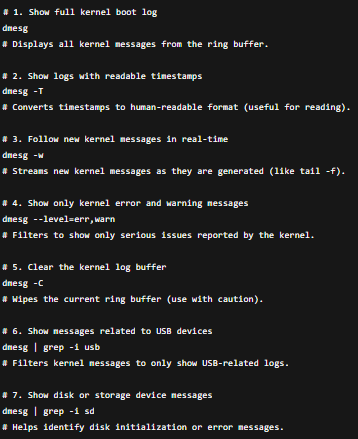 # 1. Show full kernel boot log
dmesg
# Displays all kernel messages from the ring buffer.
# 2. Show logs with readable timestamps
dmesg -T
# Converts timestamps to human-readable format (useful for reading).
# 3. Follow new kernel messages in real-time
dmesg -w
# Streams new kernel messages as they are generated (like tail -f).
# 4. Show only kernel error and warning messages
dmesg --level=err,warn
# Filters to show only serious issues reported by the kernel.
# 5. Clear the kernel log buffer
dmesg -C
# Wipes the current ring buffer (use with caution).
# 6. Show messages related to USB devices
dmesg | grep -i usb
# Filters kernel messages to only show USB-related logs.
# 7. Show disk or storage device messages
dmesg | grep -i sd
# Helps identify disk initialization or error messages.